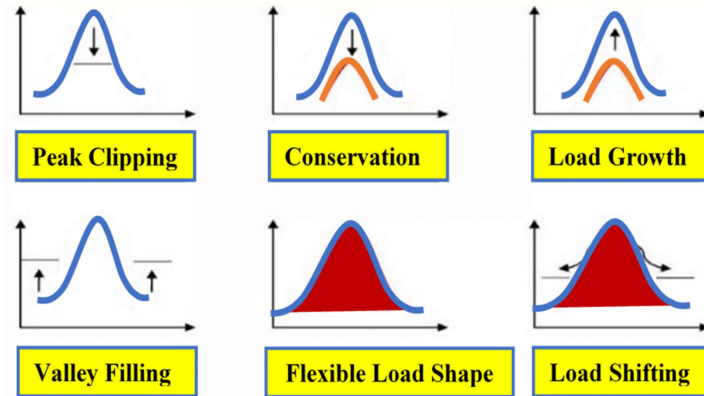 Peak Clipping
Conservation
Load Growth
Valley Filling
Flexible Load Shape
Load Shifting